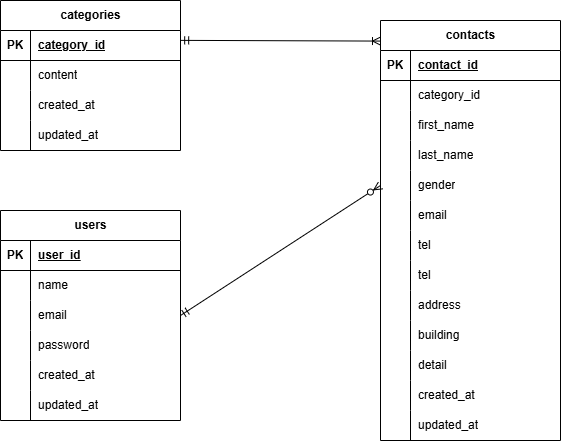 categories
PK category_id
content
created_at
updated_at
users
PK user_id
name
email
password
created_at
updated_at
contacts
PK contact_id
category_id
first_name
last_name
gender
email
tel
tel
address
building
detail
created_at
updated_at